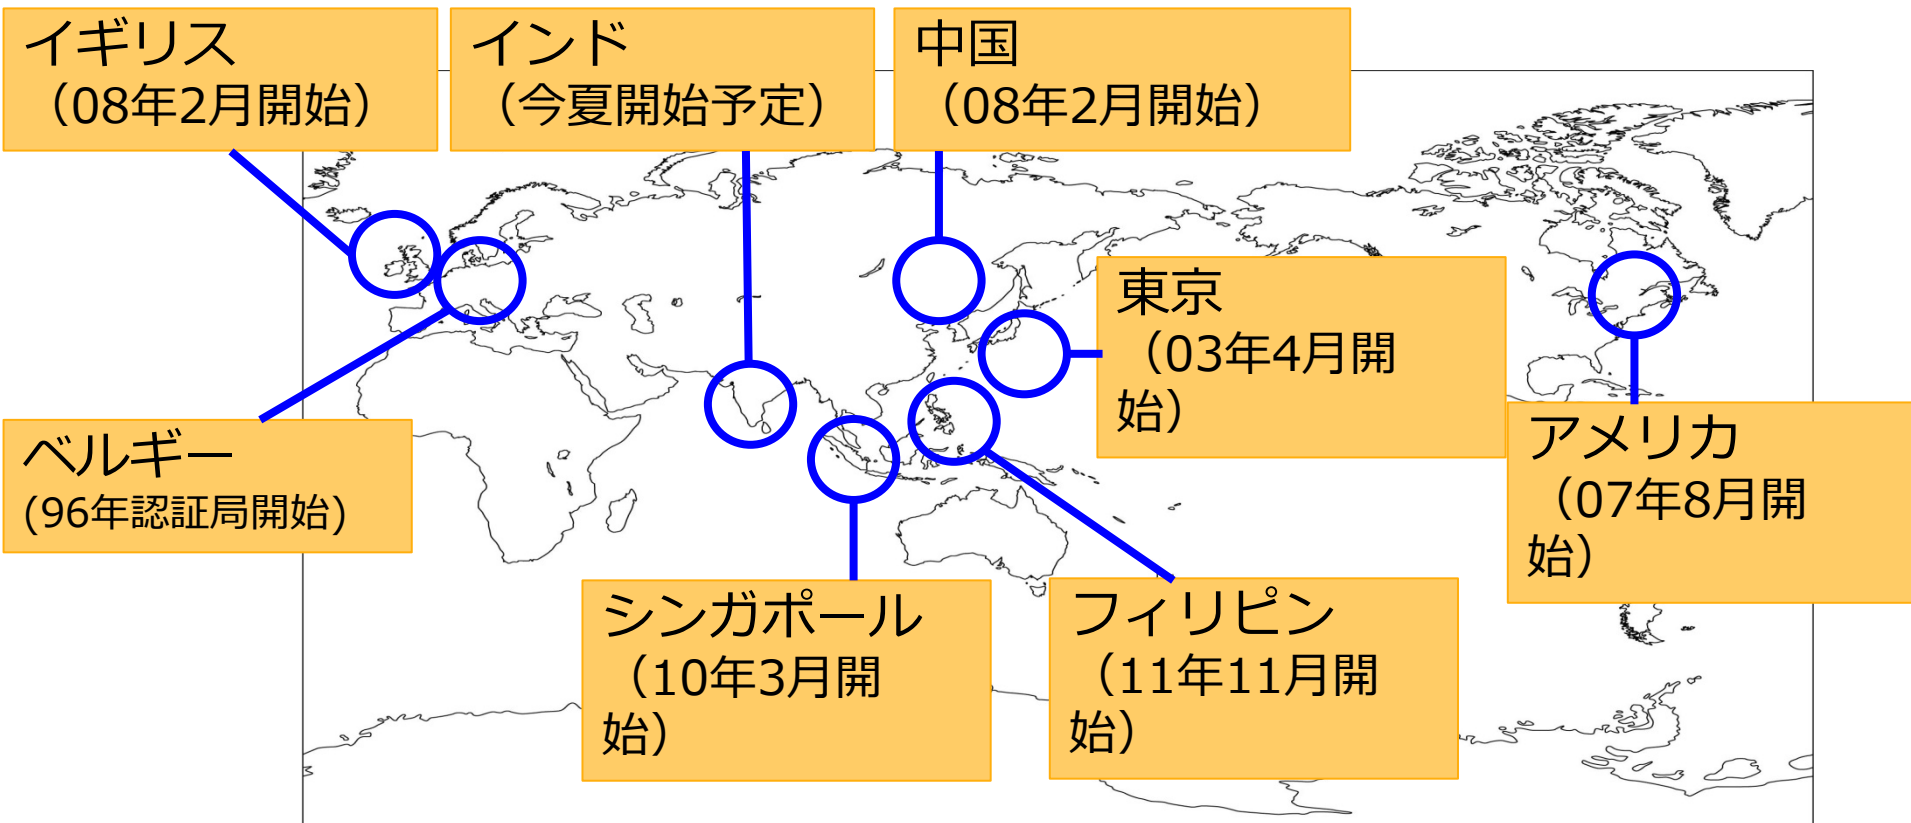 イギリス
（08年2月開始）
インド
（今夏開始予定）
中国
（08年2月開始）
東京
（03年4月開
始）
アメリカ
（07年8月開
始）
ベルギー
(96年認証局開始)
シンガポール
（10年3月開
始）
フィリピン
（11年11月開
始）